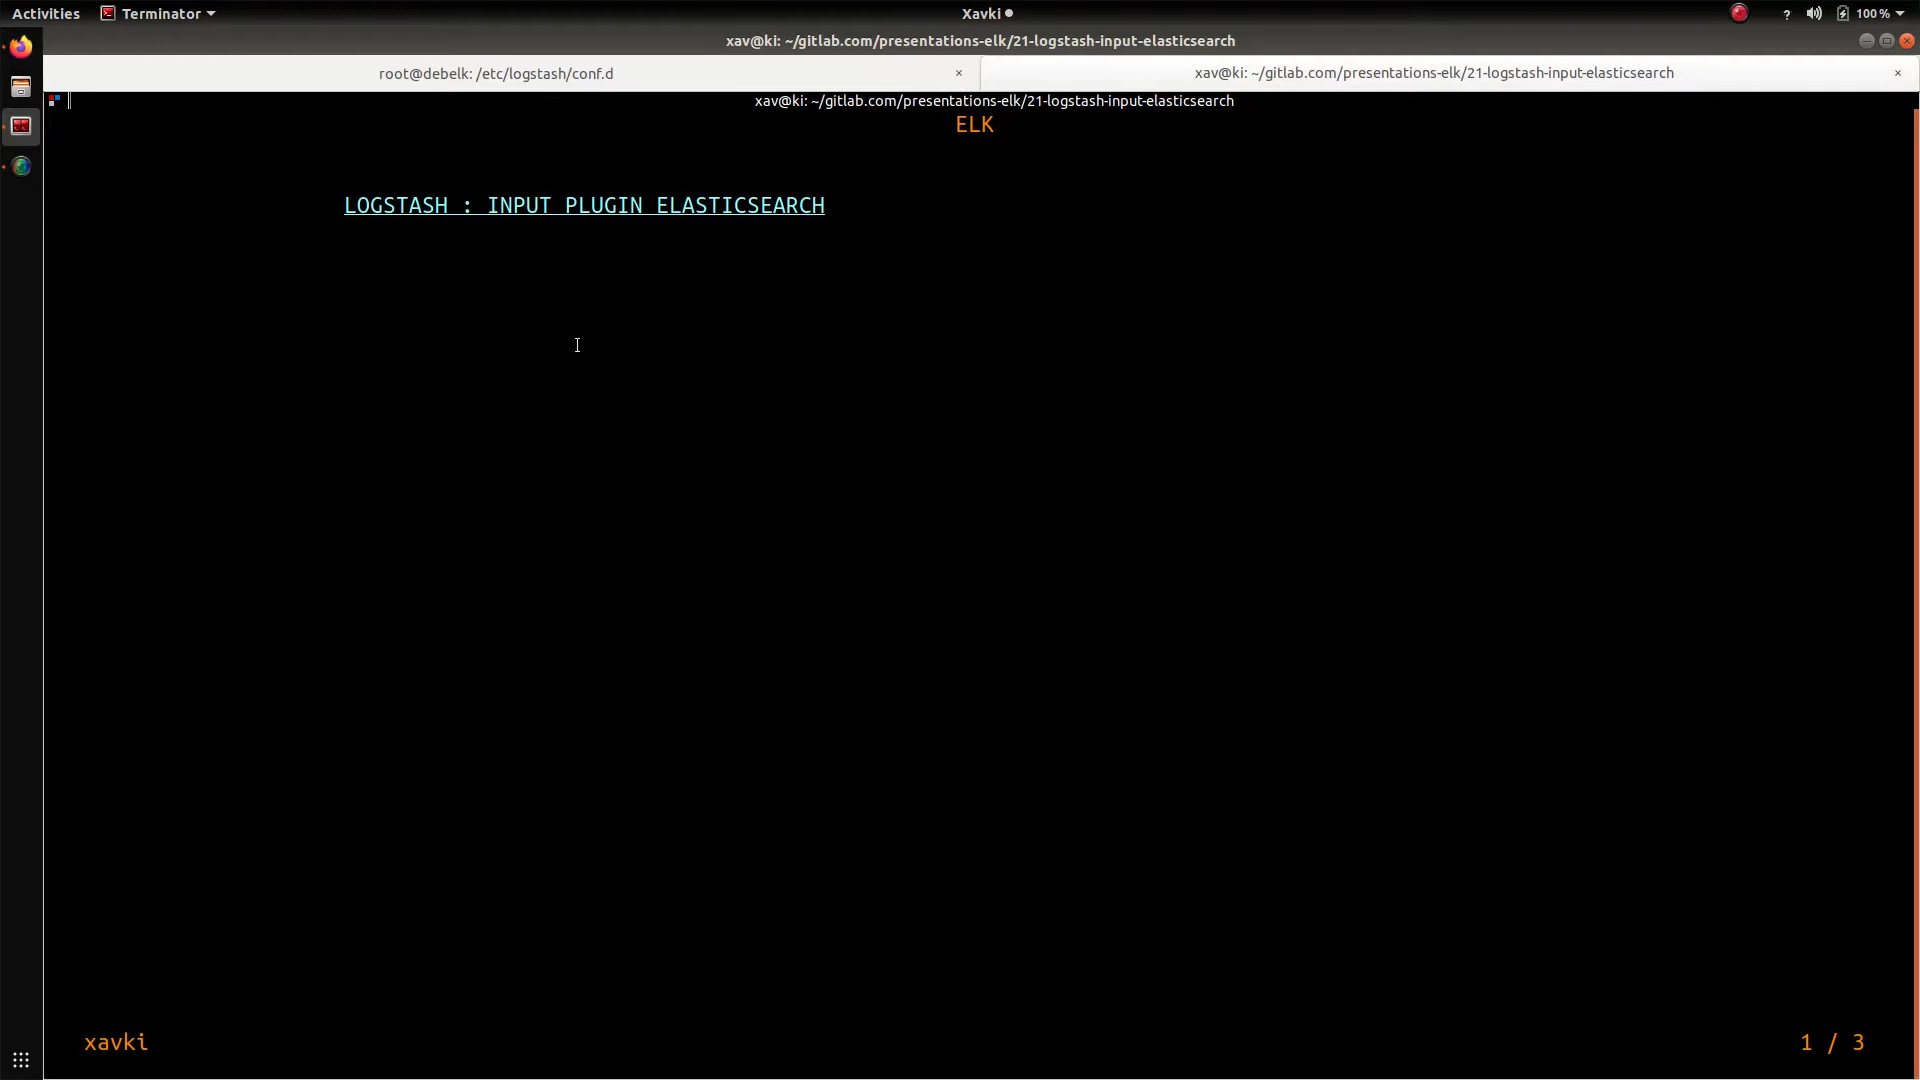 Activities Terminator Xavki ? 100 %
xav@ki: ~/gitlab.com/presentations-elk/21-logstash-input-elasticsearch
root@debelk: /etc/logstash/conf.d × xav@ki: ~/gitlab.com/presentations-elk/21-logstash-input-elasticsearch ×
xav@ki: ~/gitlab.com/presentations-elk/21-logstash-input-elasticsearch
ELK
LOGSTASH : INPUT PLUGIN ELASTICSEARCH
xavki 1 / 3